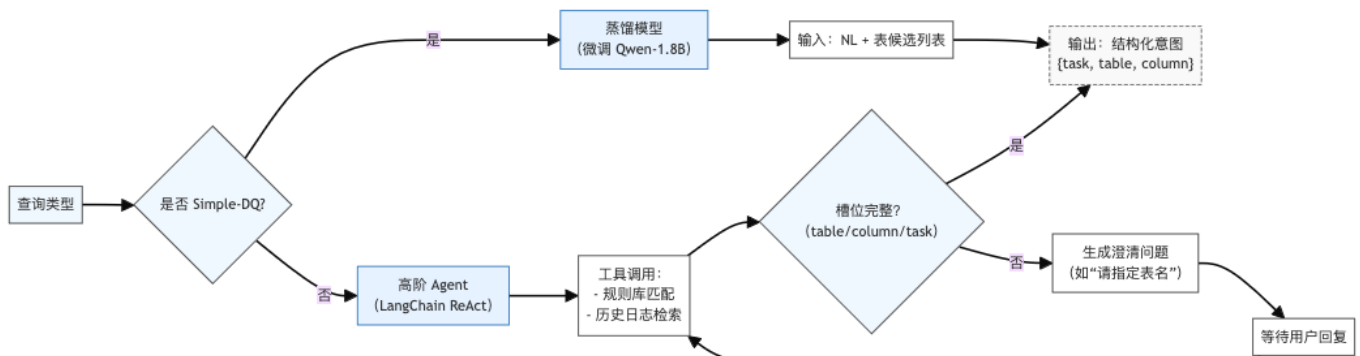 查询类型
是否 Simple-DQ?
是
蒸馏模型
（微调 Qwen-1.8B）
输入：NL + 表候选列表
输出：结构化意图
{task, table, column}
否
高阶 Agent
（LangChain ReAct）
工具调用：
- 规则库匹配
- 历史日志检索
槽位完整？
（table/column/task）
是
否
生成澄清问题
（如“请指定表名”）
等待用户回复